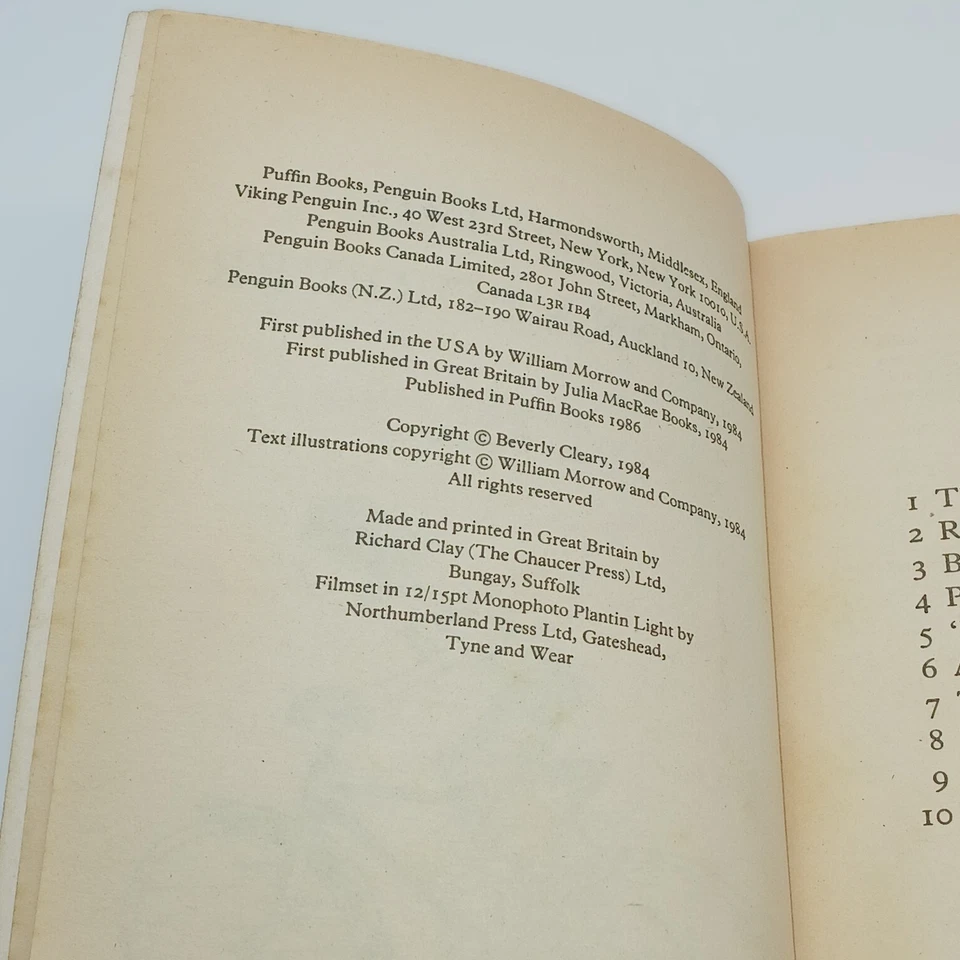 Puffin Books, Penguin Books Ltd, Harmondsworth, Middlesex, England
Viking Penguin Inc., 40 West 23rd Street, New York, New York 10010, U.S.A.
Penguin Books Australia Ltd, Ringwood, Victoria, Australia
Penguin Books Canada Limited, 2801 John Street, Markham, Ontario,
Canada L3R 1B4
Penguin Books (N.Z.) Ltd, 182–190 Wairau Road, Auckland 10, New Zealand
First published in the USA by William Morrow and Company, 1984
First published in Great Britain by Julia MacRae Books, 1984
Published in Puffin Books 1986
Copyright © Beverly Cleary, 1984
Text illustrations copyright © William Morrow and Company, 1984
All rights reserved
Made and printed in Great Britain by
Richard Clay (The Chaucer Press) Ltd,
Bungay, Suffolk
Filmset in 12/15pt Monophoto Plantin Light by
Northumberland Press Ltd, Gateshead,
Tyne and Wear
1 T
2 R
3 B
4 P
5 ‘
6
7
8
9
10